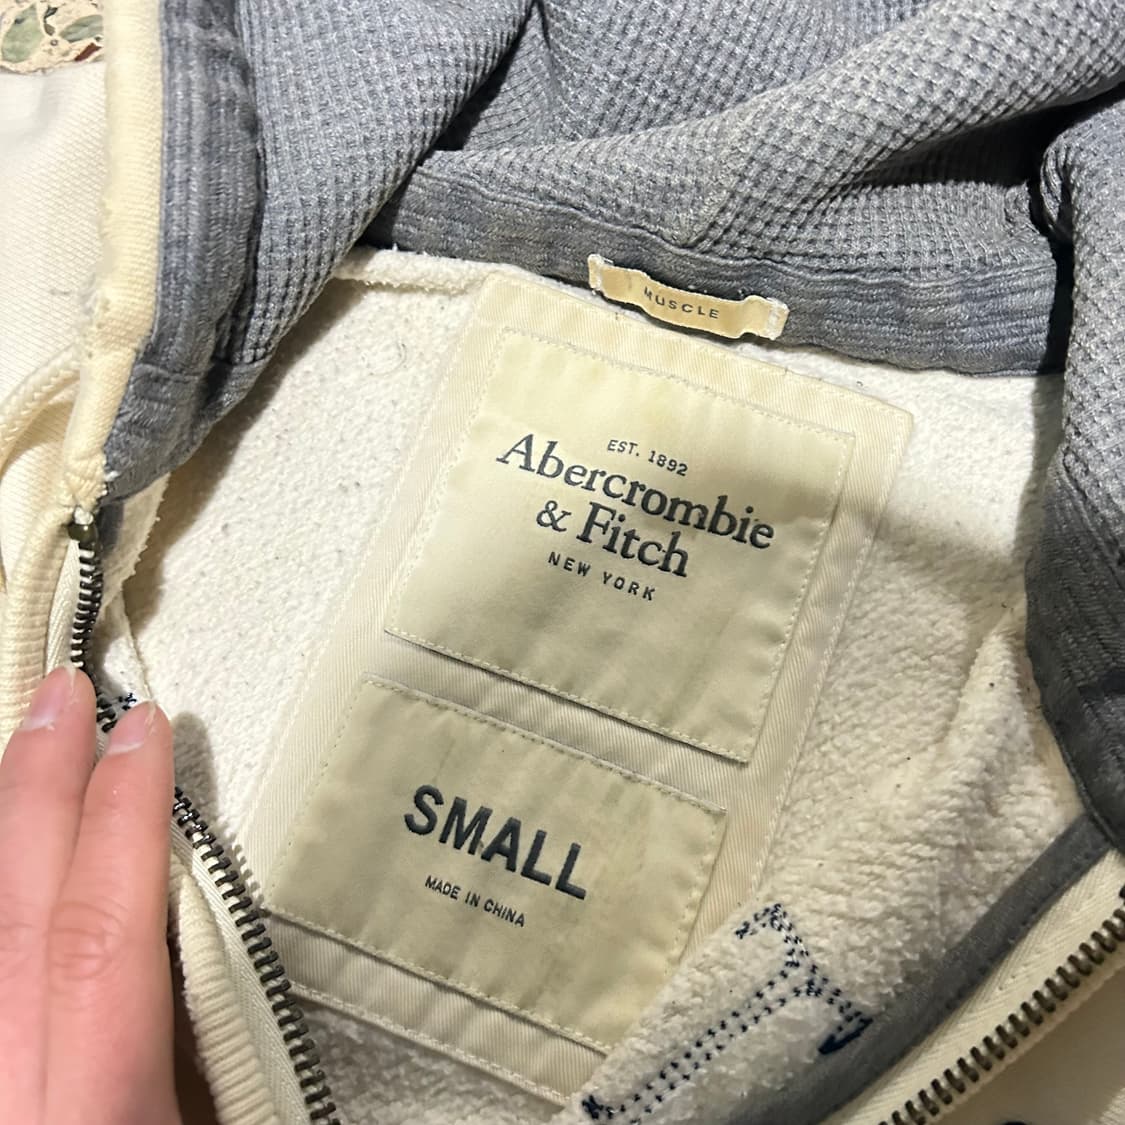 MUSCLE
EST. 1892
Abercrombie
& Fitch
NEW YORK
SMALL
MADE IN CHINA